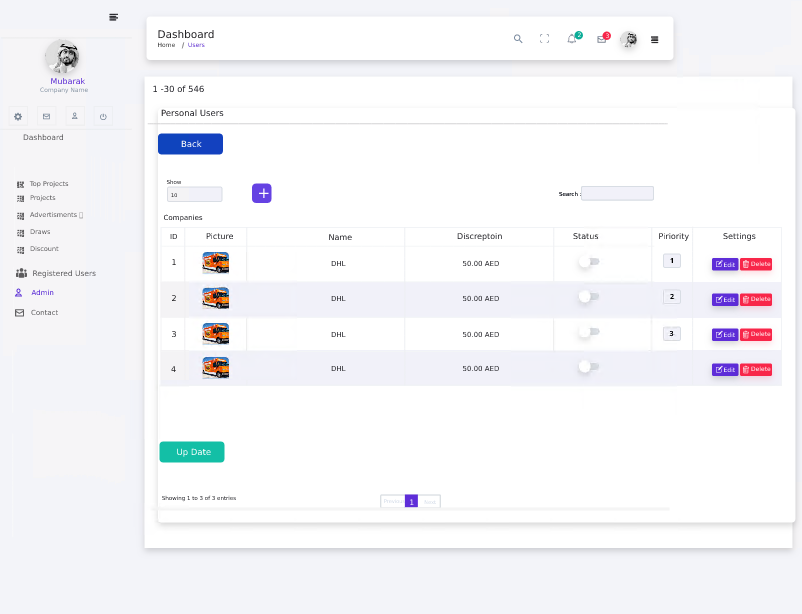 Dashboard
Home / Users
2
3
Mubarak
Company Name
Dashboard
Top Projects
Projects
Advertisments
Draws
Discount
Registered Users
Admin
Contact
1 -30 of 546
Personal Users
Back
Show
10
Search :
Companies
ID Picture Name Discreptoin Status Piriority Settings
1 DHL 50.00 AED 1 Edit Delete
2 DHL 50.00 AED 2 Edit Delete
3 DHL 50.00 AED 3 Edit Delete
4 DHL 50.00 AED Edit Delete
Up Date
Showing 1 to 3 of 3 entries
Previous 1 Next